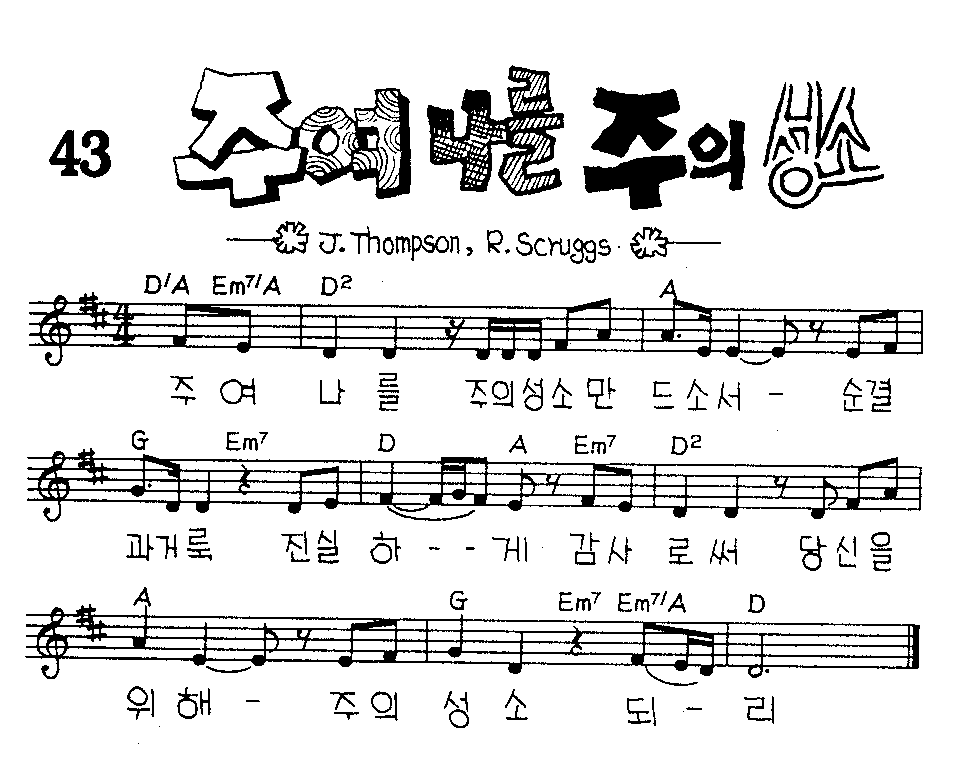 43
주여 나를 주의 성소
J. Thompson, R. Scruggs
D/A Em7/A D2 A
4/4
주 여 나 를 주의성소 만 드소서 - 순결
G Em7 D A Em7 D2
과거룩 진실 하 - - 게 감사 로써 당신을
A G Em7 Em7/A D
위 해 - 주의 성 소 되 - 리